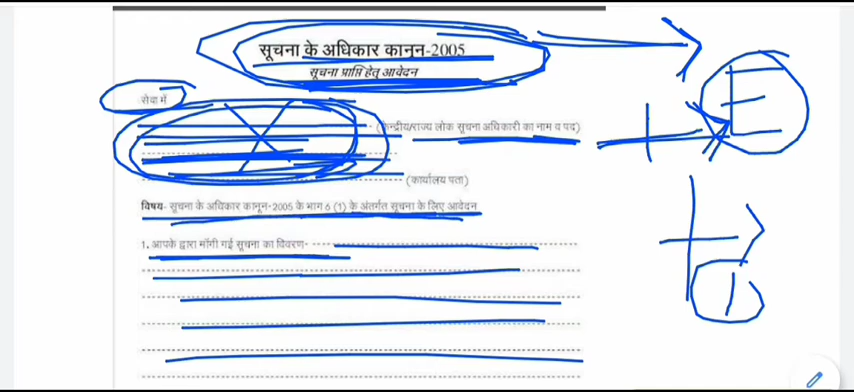 सूचना के अधिकार कानून-2005
सूचना प्राप्ति हेतु आवेदन
सेवा में
(केन्द्रीय/राज्य लोक सूचना अधिकारी का नाम व पद)
(कार्यालय पता)
विषय- सूचना के अधिकार कानून-2005 के भाग 6 (1) के अंतर्गत सूचना के लिए आवेदन
1. आपके द्वारा माँगी गई सूचना का विवरण-
E
1